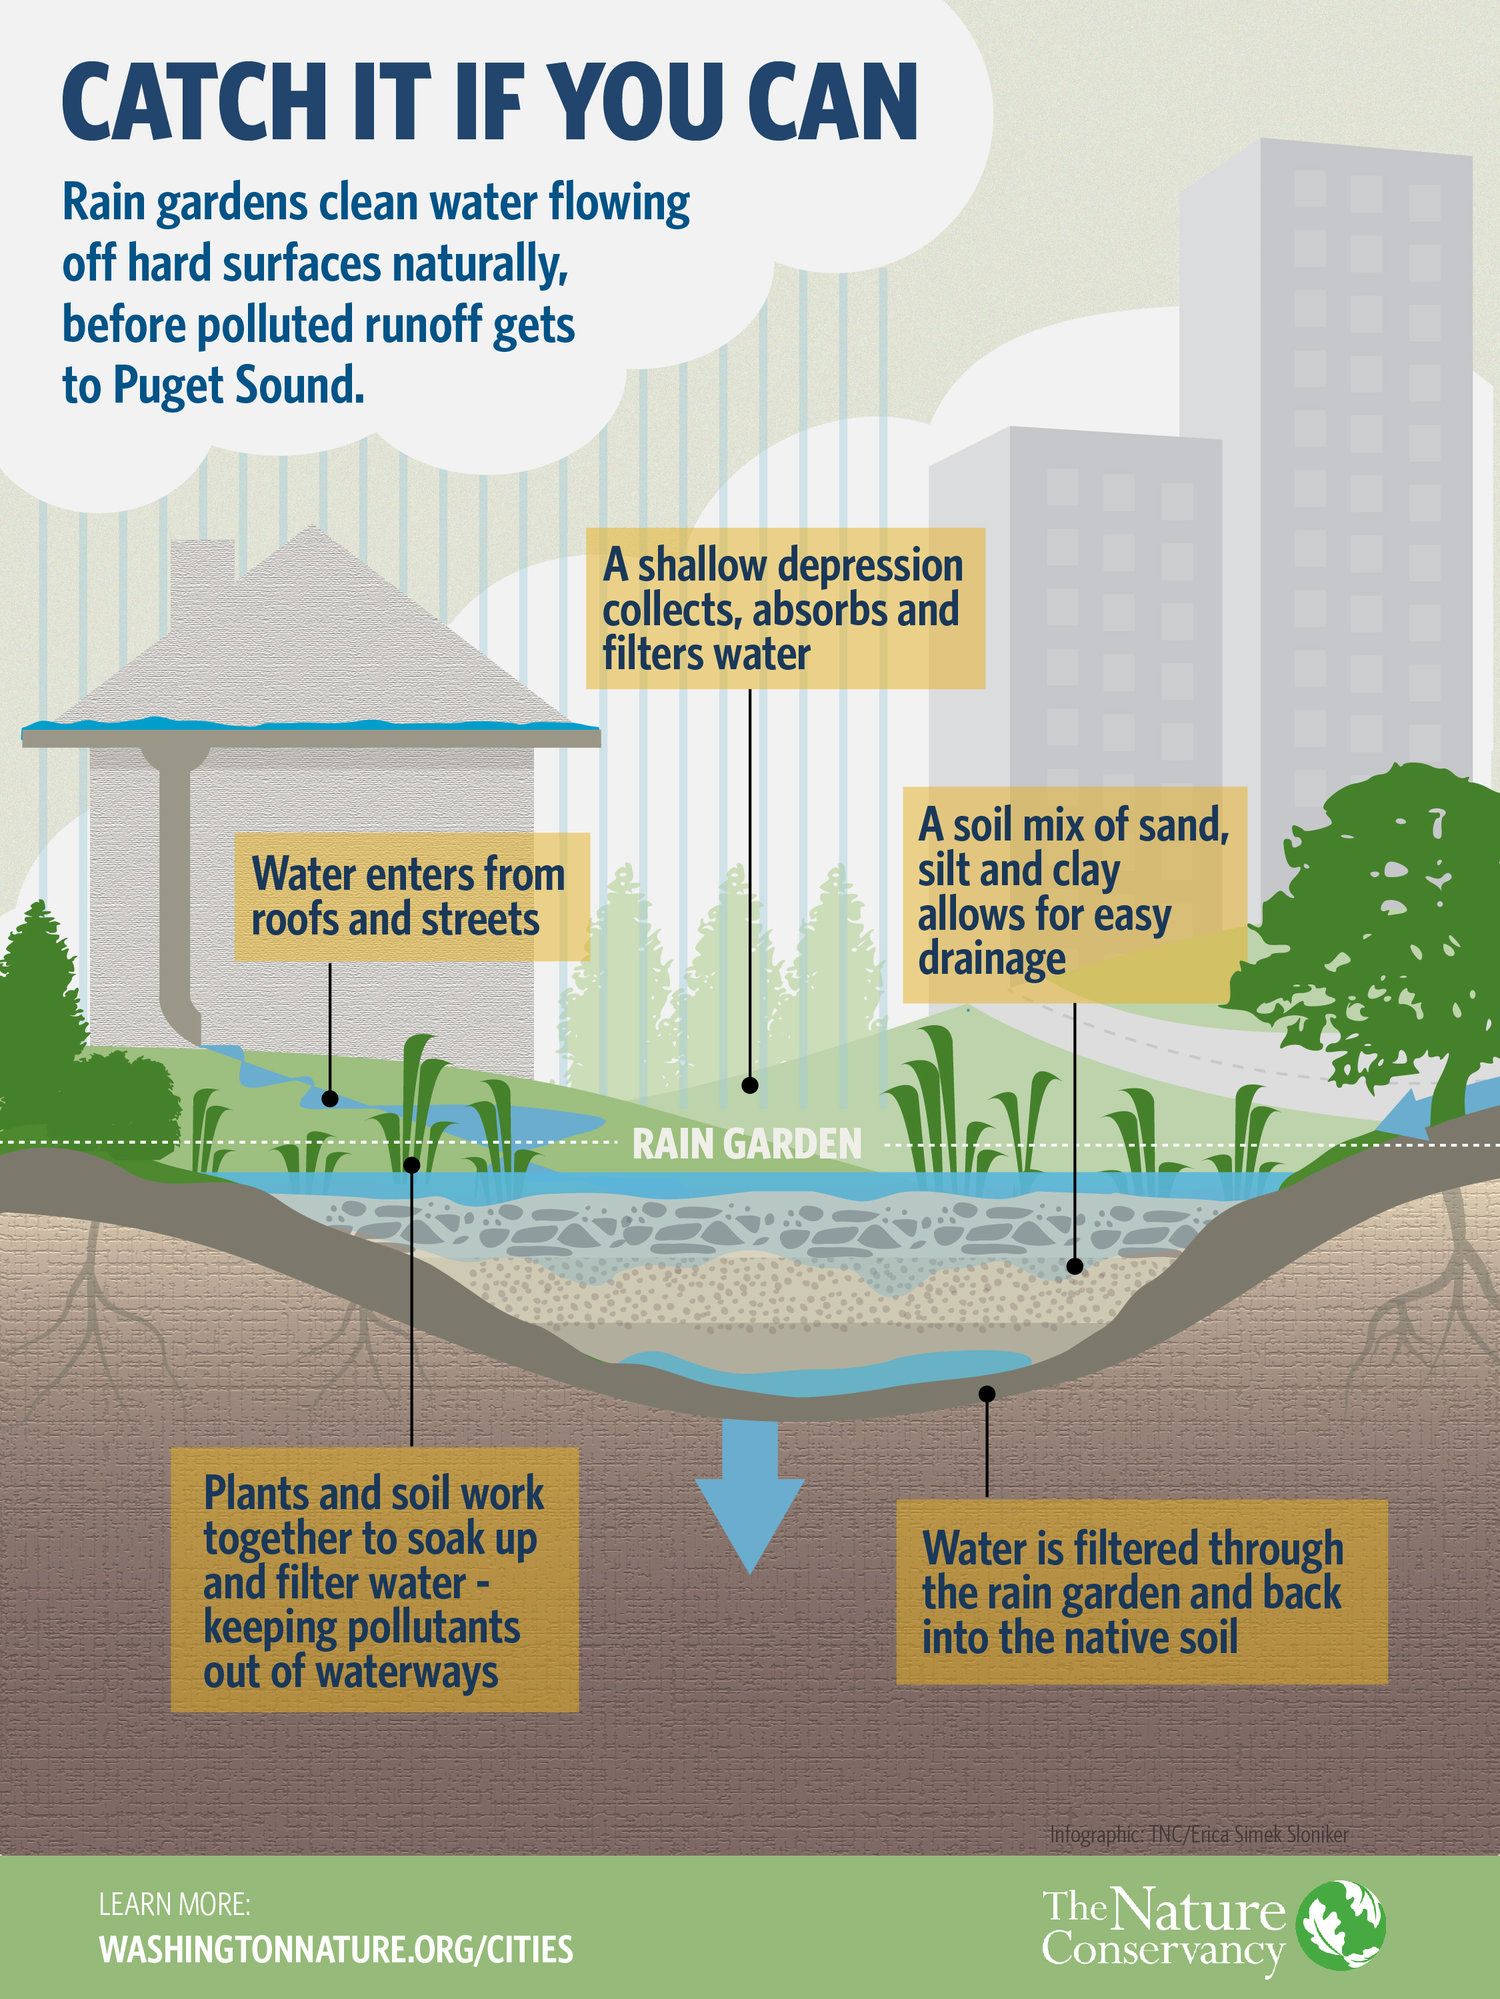 CATCH IT IF YOU CAN
Rain gardens clean water flowing
off hard surfaces naturally,
before polluted runoff gets
to Puget Sound.
A shallow depression
collects, absorbs and
filters water
A soil mix of sand,
silt and clay
allows for easy
drainage
Water enters from
roofs and streets
RAIN GARDEN
Plants and soil work
together to soak up
and filter water -
keeping pollutants
out of waterways
Water is filtered through
the rain garden and back
into the native soil
Infographic: TNC/Erica Simek Sloniker
LEARN MORE:
WASHINGTONNATURE.ORG/CITIES
The Nature
Conservancy